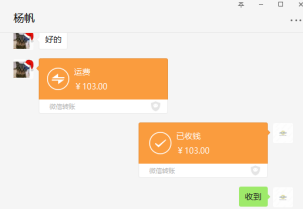 杨帆
好的
运费
￥103.00
微信转账
已收钱
￥103.00
微信转账
收到